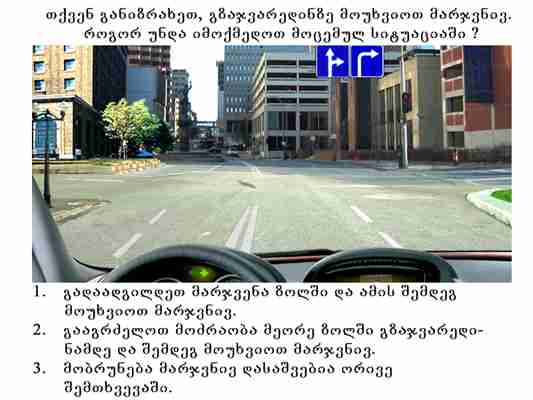 თქვენ განიზრახეთ, გზაჯვარედინზე მოუხვიოთ მარჯვნივ.
როგორ უნდა იმოქმედოთ მოცემულ სიტუაციაში ?
1. გადაადგილდეთ მარჯვენა ზოლში და ამის შემდეგ
მოუხვიოთ მარჯვნივ.
2. გააგრძელოთ მოძრაობა მეორე ზოლში გზაჯვარედი-
ნამდე და შემდეგ მოუხვიოთ მარჯვნივ.
3. მობრუნება მარჯვნივ დასაშვებია ორივე
შემთხვევაში.